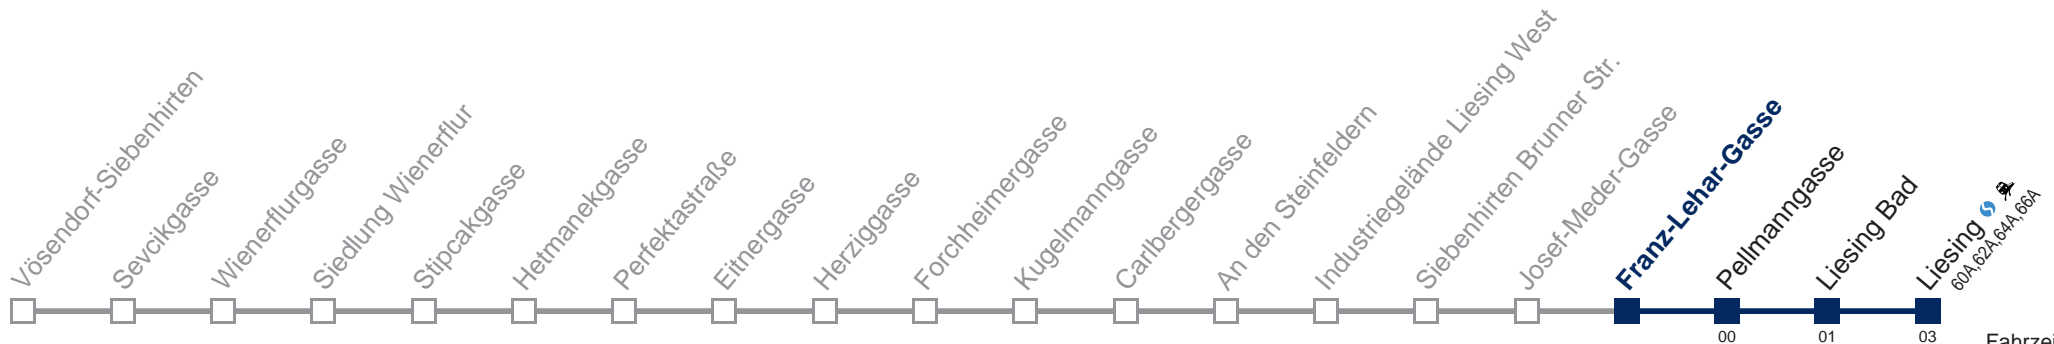 Vösendorf-Siebenhirten
Sevcikgasse
Wienerflurgasse
Siedlung Wienerflur
Stipcakgasse
Hetmanekgasse
Perfektastraße
Eitnergasse
Herziggasse
Forchheimergasse
Kugelmanngasse
Carlbergergasse
An den Steinfeldern
Industriegelände Liesing West
Siebenhirten Brunner Str.
Josef-Meder-Gasse
Franz-Lehar-Gasse
Pellmanngasse
Liesing Bad
Liesing
60A,62A,64A,66A
00
01
03